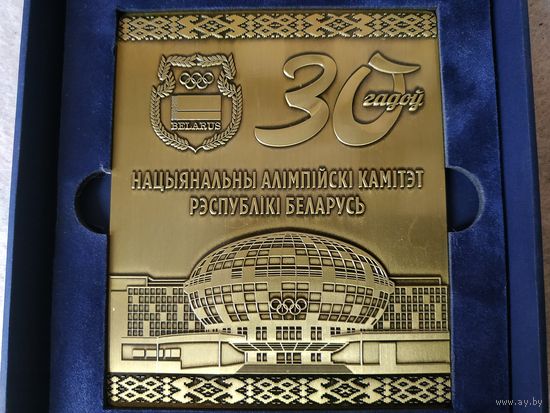 30
гадоў
BELARUS
НАЦЫЯНАЛЬНЫ АЛІМПІЙСКІ КАМІТЭТ
РЭСПУБЛІКІ БЕЛАРУСЬ
www.ay.by